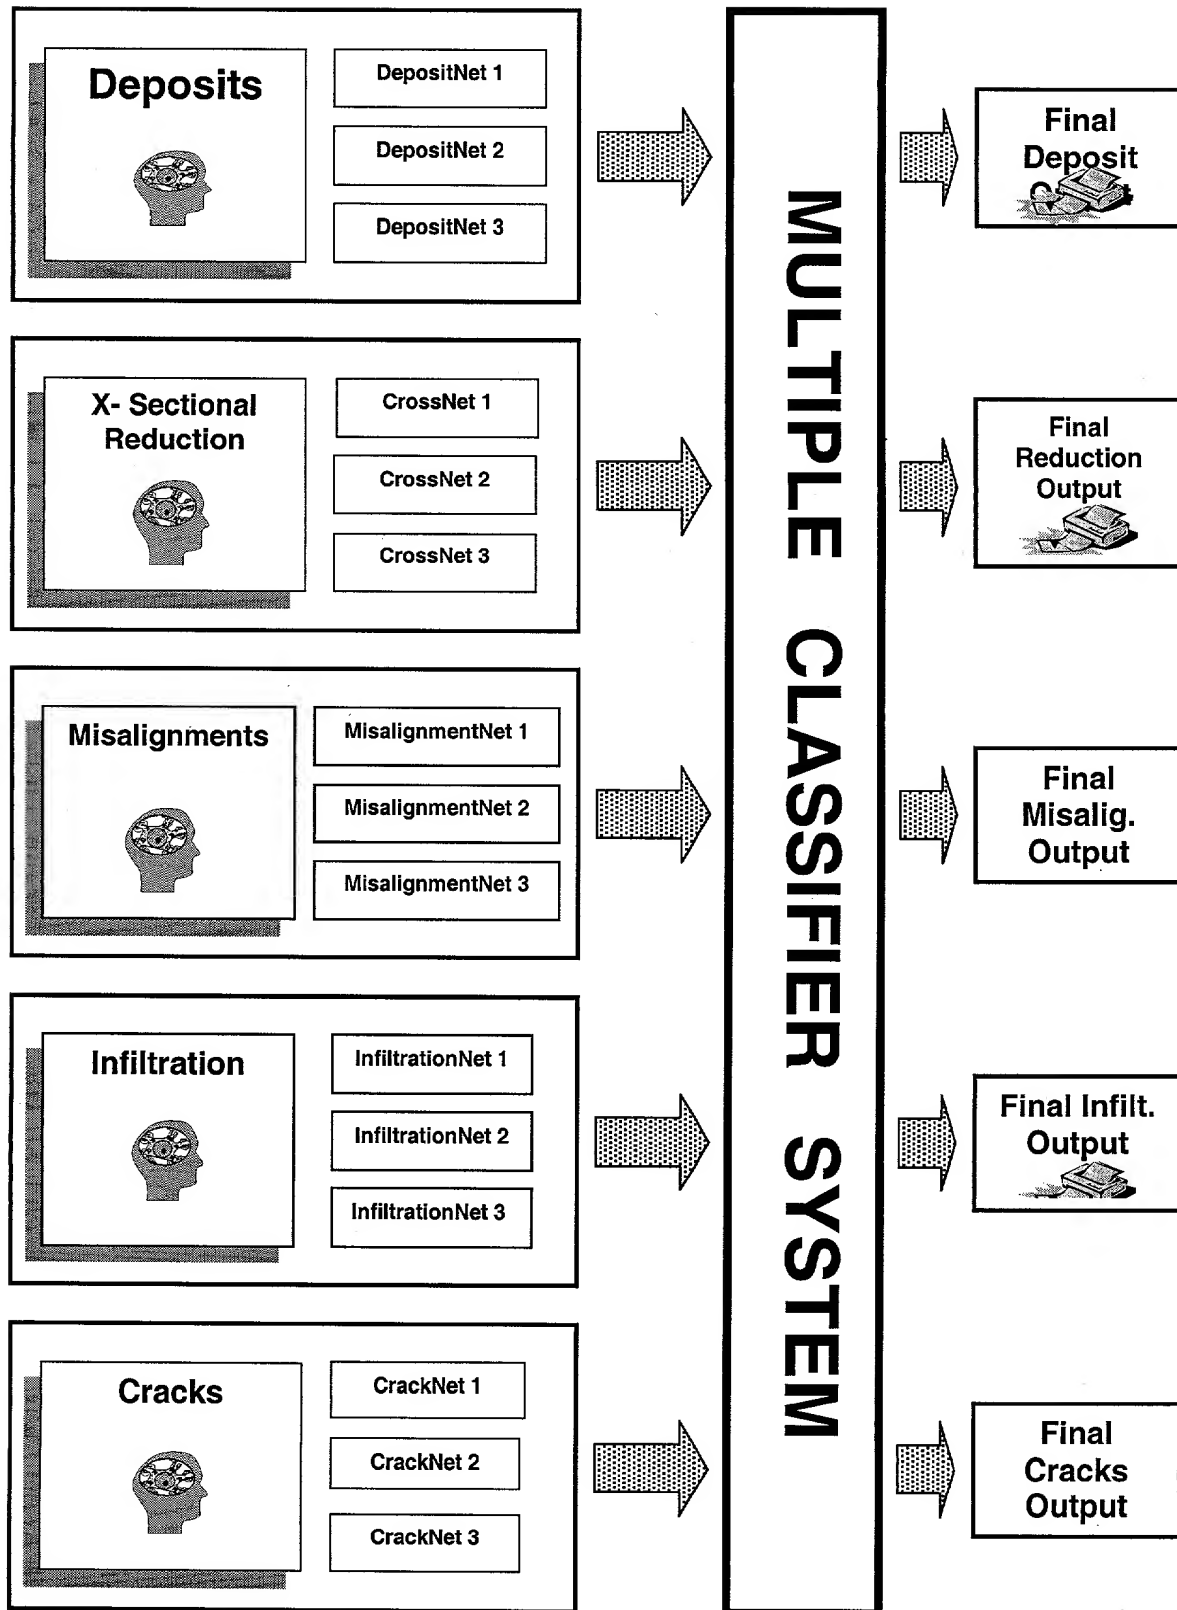 Deposits
DepositNet 1
DepositNet 2
DepositNet 3
Final
Deposit
X- Sectional
Reduction
CrossNet 1
CrossNet 2
CrossNet 3
Final
Reduction
Output
Misalignments
MisalignmentNet 1
MisalignmentNet 2
MisalignmentNet 3
Final
Misalig.
Output
Infiltration
InfiltrationNet 1
InfiltrationNet 2
InfiltrationNet 3
Final Infilt.
Output
Cracks
CrackNet 1
CrackNet 2
CrackNet 3
Final
Cracks
Output
MULTIPLE CLASSIFIER SYSTEM